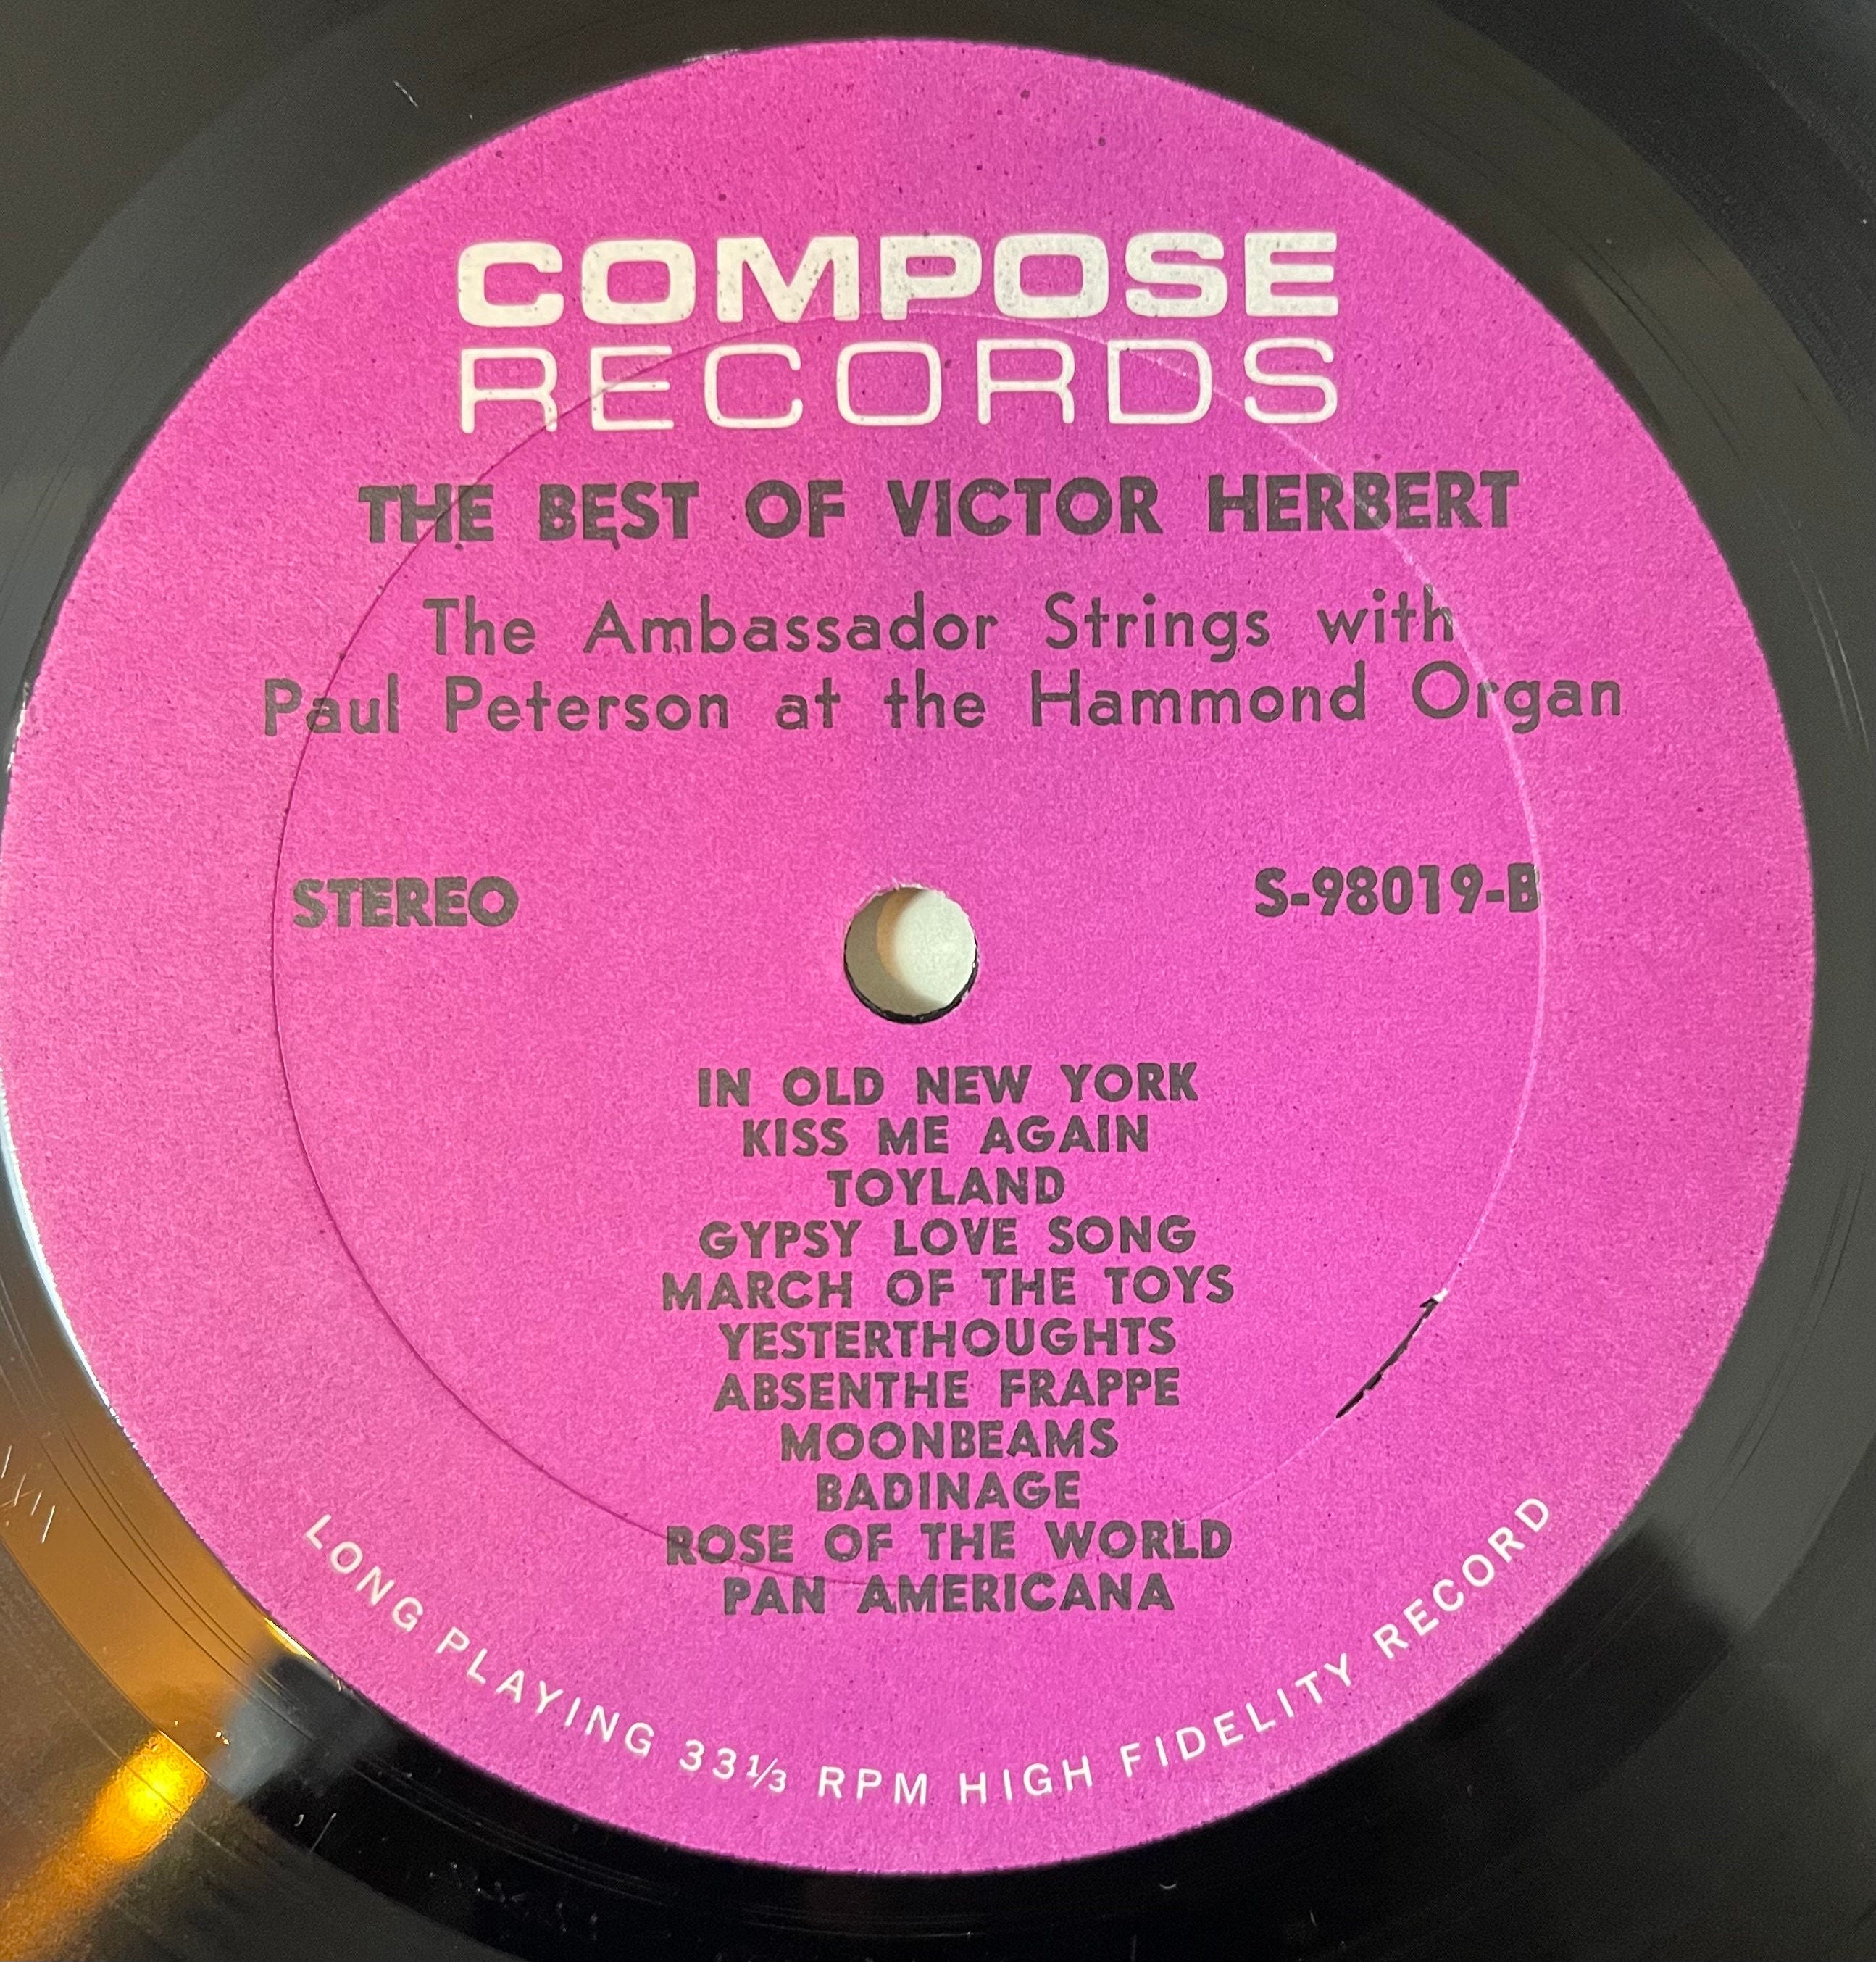 COMPOSE
RECORDS
THE BEST OF VICTOR HERBERT
The Ambassador Strings with
Paul Peterson at the Hammond Organ
STEREO
S-98019-B
IN OLD NEW YORK
KISS ME AGAIN
TOYLAND
GYPSY LOVE SONG
MARCH OF THE TOYS
YESTERTHOUGHTS
ABSENTHE FRAPPE
MOONBEAMS
BADINAGE
ROSE OF THE WORLD
PAN AMERICANA
LONG PLAYING 33⅓ RPM HIGH FIDELITY RECORD